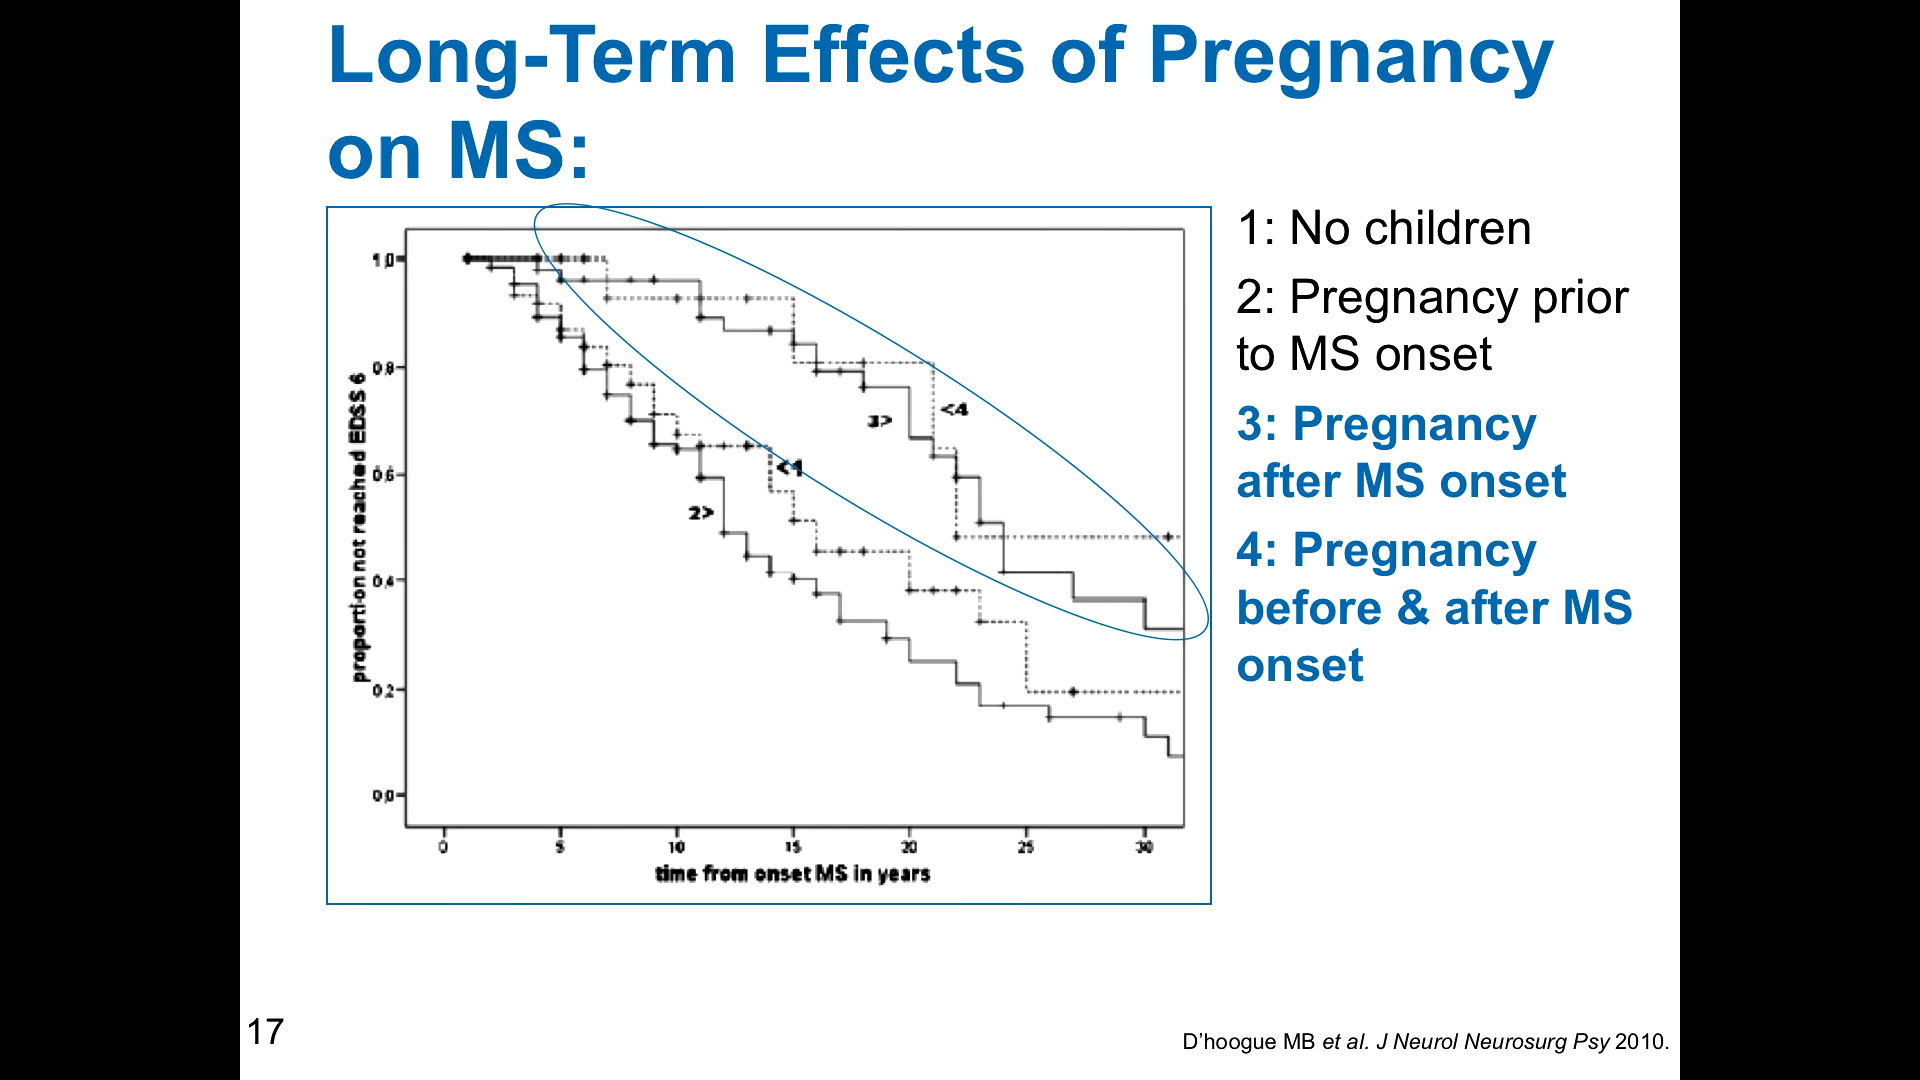 Long-Term Effects of Pregnancy
on MS:
1,0
0,8
0,6
0,4
0,2
0,0
proportion not reached EDSS 6
<4
3>
<1
2>
0
5
10
15
20
25
30
time from onset MS in years
1: No children
2: Pregnancy prior
to MS onset
3: Pregnancy
after MS onset
4: Pregnancy
before & after MS
onset
17
D’hoogue MB et al. J Neurol Neurosurg Psy 2010.